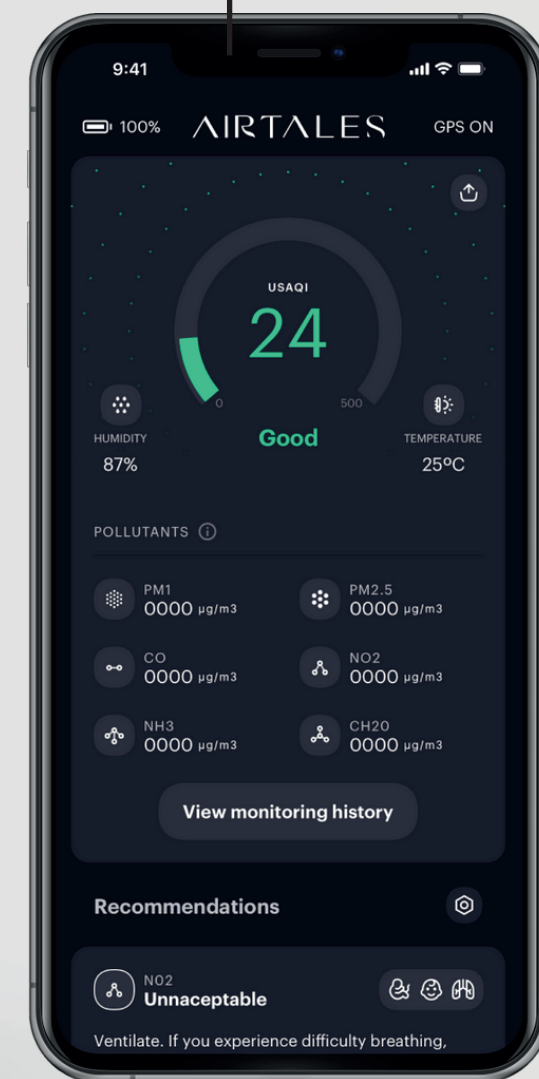 9:41
100% AIRTALES GPS ON
USAQI
24
0 500
Good
HUMIDITY
87%
TEMPERATURE
25ºC
POLLUTANTS
PM1
0000 µg/m3
PM2.5
0000 µg/m3
CO
0000 µg/m3
NO2
0000 µg/m3
NH3
0000 µg/m3
CH20
0000 µg/m3
View monitoring history
Recommendations
NO2
Unnaceptable
Ventilate. If you experience difficulty breathing,